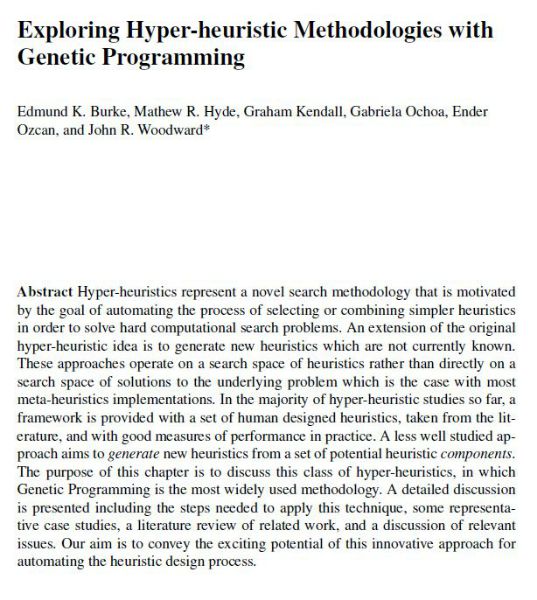 Exploring Hyper-heuristic Methodologies with
Genetic Programming
Edmund K. Burke, Mathew R. Hyde, Graham Kendall, Gabriela Ochoa, Ender
Ozcan, and John R. Woodward*
Abstract Hyper-heuristics represent a novel search methodology that is motivated
by the goal of automating the process of selecting or combining simpler heuristics
in order to solve hard computational search problems. An extension of the original
hyper-heuristic idea is to generate new heuristics which are not currently known.
These approaches operate on a search space of heuristics rather than directly on a
search space of solutions to the underlying problem which is the case with most
meta-heuristics implementations. In the majority of hyper-heuristic studies so far, a
framework is provided with a set of human designed heuristics, taken from the lit-
erature, and with good measures of performance in practice. A less well studied ap-
proach aims to generate new heuristics from a set of potential heuristic components.
The purpose of this chapter is to discuss this class of hyper-heuristics, in which
Genetic Programming is the most widely used methodology. A detailed discussion
is presented including the steps needed to apply this technique, some representa-
tive case studies, a literature review of related work, and a discussion of relevant
issues. Our aim is to convey the exciting potential of this innovative approach for
automating the heuristic design process.